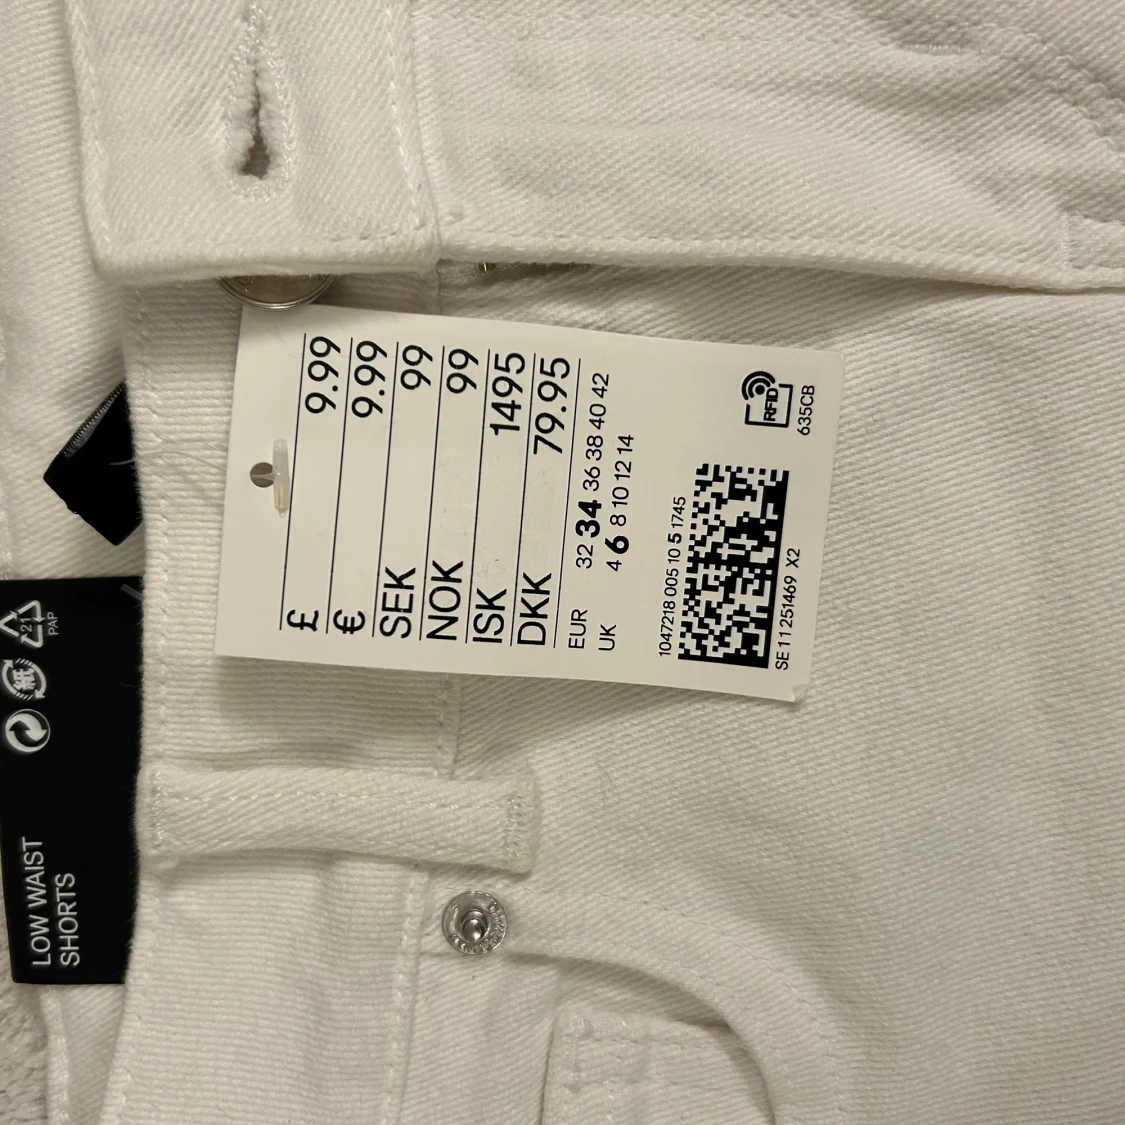 £ 9.99
€ 9.99
SEK 99
NOK 99
ISK 1495
DKK 79.95
EUR 32 34 36 38 40 42
UK 4 6 8 10 12 14
1047218 005 10 5 1745
SE 11 251469 X2
RFID
635CB
LOW WAIST
SHORTS
紙
21
PAP